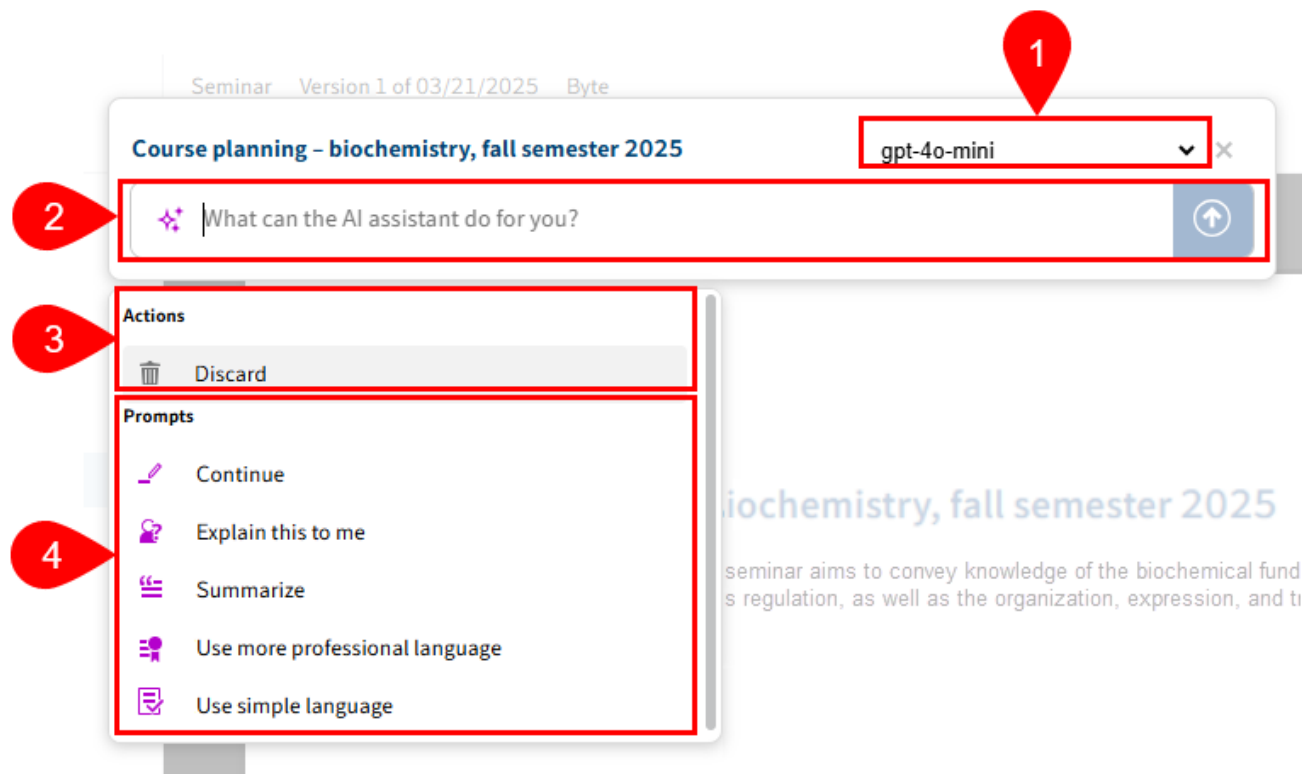 1
Seminar Version 1 of 03/21/2025 Byte
Course planning – biochemistry, fall semester 2025
gpt-4o-mini
2
What can the AI assistant do for you?
Actions
3
Discard
Prompts
Continue
iochemistry, fall semester 2025
Explain this to me
4
seminar aims to convey knowledge of the biochemical fund
Summarize
s regulation, as well as the organization, expression, and
Use more professional language
Use simple language